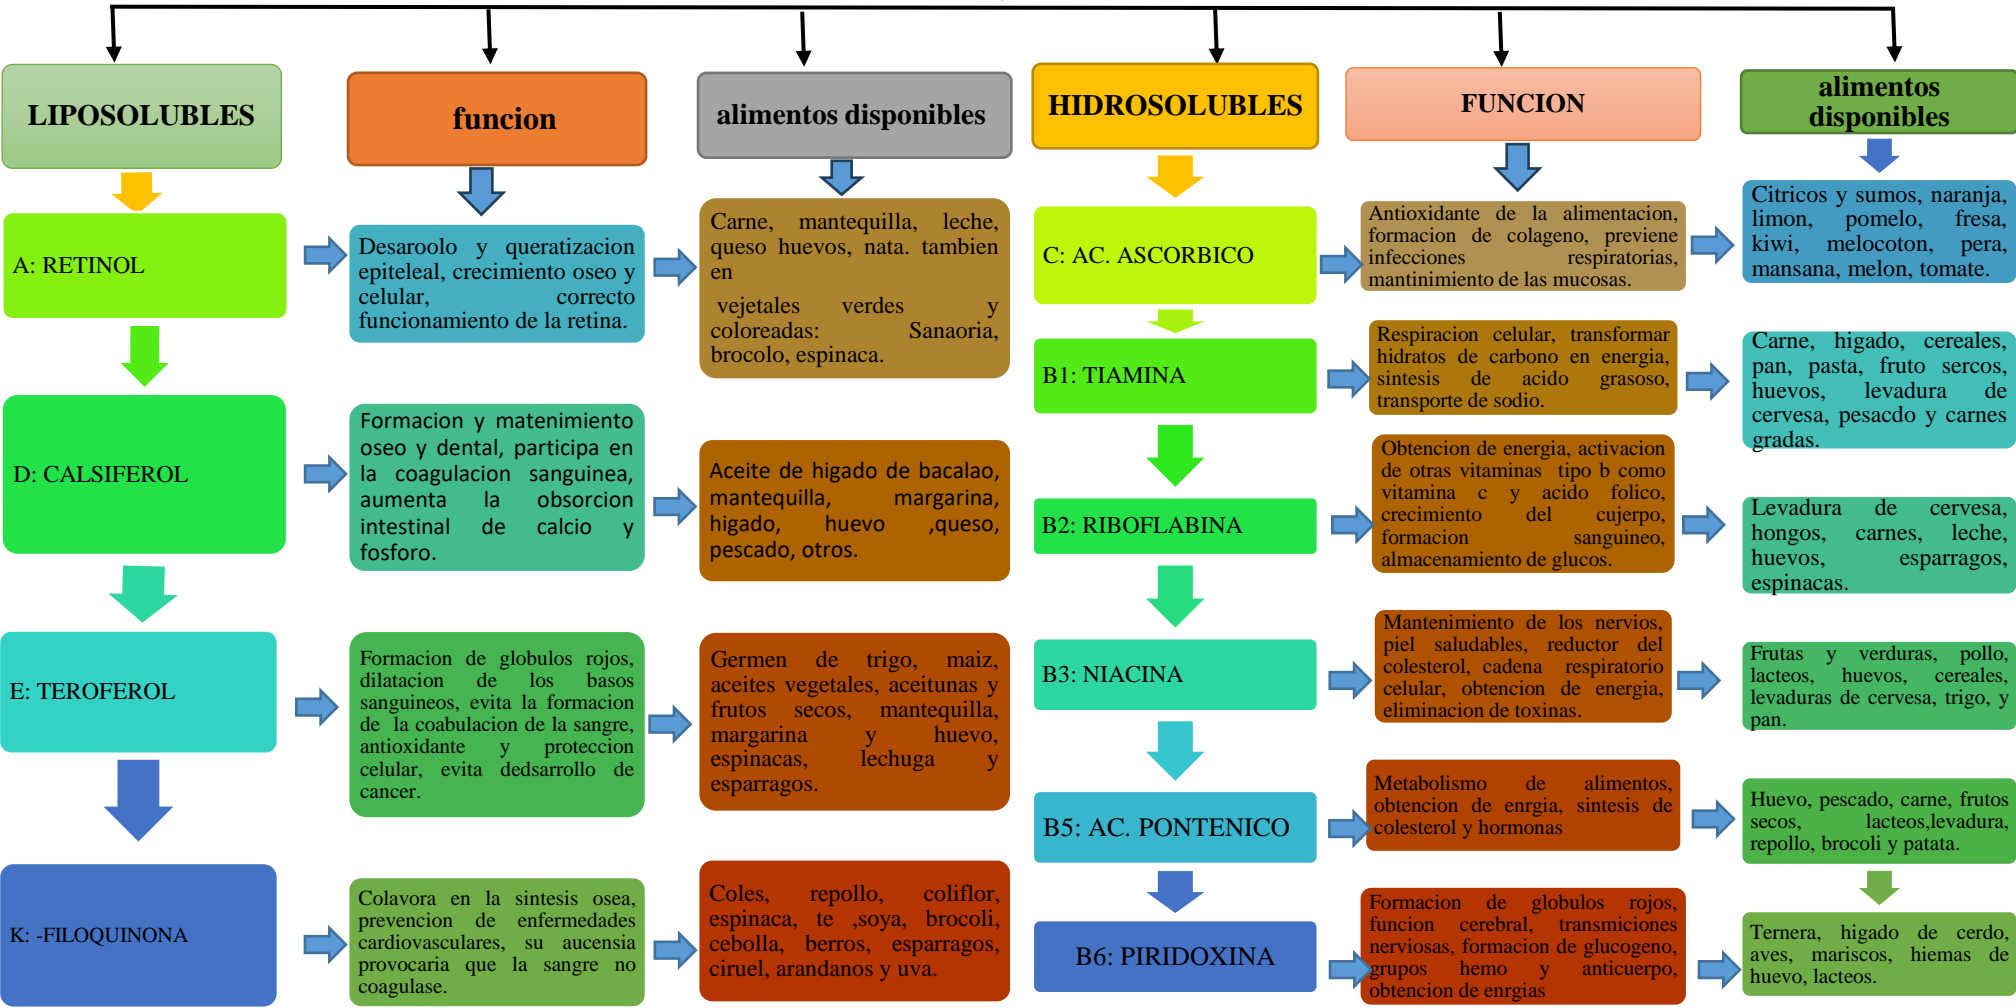 LIPOSOLUBLES
funcion
alimentos disponibles
HIDROSOLUBLES
FUNCION
alimentos
disponibles
A: RETINOL
Desaroolo y queratizacion
epiteleal, crecimiento oseo y
celular, correcto
funcionamiento de la retina.
Carne, mantequilla, leche,
queso huevos, nata. tambien
en
vejetales verdes y
coloreadas: Sanaoria,
brocolo, espinaca.
C: AC. ASCORBICO
Antioxidante de la alimentacion,
formacion de colageno, previene
infecciones respiratorias,
mantinimiento de las mucosas.
Citricos y sumos, naranja,
limon, pomelo, fresa,
kiwi, melocoton, pera,
mansana, melon, tomate.
B1: TIAMINA
Respiracion celular, transformar
hidratos de carbono en energia,
sintesis de acido grasoso,
transporte de sodio.
Carne, higado, cereales,
pan, pasta, fruto sercos,
huevos, levadura de
cervesa, pesacdo y carnes
gradas.
D: CALSIFEROL
Formacion y matenimiento
oseo y dental, participa en
la coagulacion sanguinea,
aumenta la obsorcion
intestinal de calcio y
fosforo.
Aceite de higado de bacalao,
mantequilla, margarina,
higado, huevo ,queso,
pescado, otros.
B2: RIBOFLABINA
Obtencion de energia, activacion
de otras vitaminas tipo b como
vitamina c y acido folico,
crecimiento del cujerpo,
formacion sanguineo,
almacenamiento de glucos.
Levadura de cervesa,
hongos, carnes, leche,
huevos, esparragos,
espinacas.
E: TEROFEROL
Formacion de globulos rojos,
dilatacion de los basos
sanguineos, evita la formacion
de la coabulacion de la sangre,
antioxidante y proteccion
celular, evita dedsarrollo de
cancer.
Germen de trigo, maiz,
aceites vegetales, aceitunas y
frutos secos, mantequilla,
margarina y huevo,
espinacas, lechuga y
esparragos.
B3: NIACINA
Mantenimiento de los nervios,
piel saludables, reductor del
colesterol, cadena respiratorio
celular, obtencion de energia,
eliminacion de toxinas.
Frutas y verduras, pollo,
lacteos, huevos, cereales,
levaduras de cervesa, trigo, y
pan.
B5: AC. PONTENICO
Metabolismo de alimentos,
obtencion de enrgia, sintesis de
colesterol y hormonas
Huevo, pescado, carne, frutos
secos, lacteos,levadura,
repollo, brocoli y patata.
K: -FILOQUINONA
Colavora en la sintesis osea,
prevencion de enfermedades
cardiovasculares, su aucensia
provocaria que la sangre no
coagulase.
Coles, repollo, coliflor,
espinaca, te ,soya, brocoli,
cebolla, berros, esparragos,
ciruel, arandanos y uva.
B6: PIRIDOXINA
Formacion de globulos rojos,
funcion cerebral, transmiciones
nerviosas, formacion de glucogeno,
grupos hemo y anticuerpo,
obtencion de enrgias
Ternera, higado de cerdo,
aves, mariscos, hiemas de
huevo, lacteos.